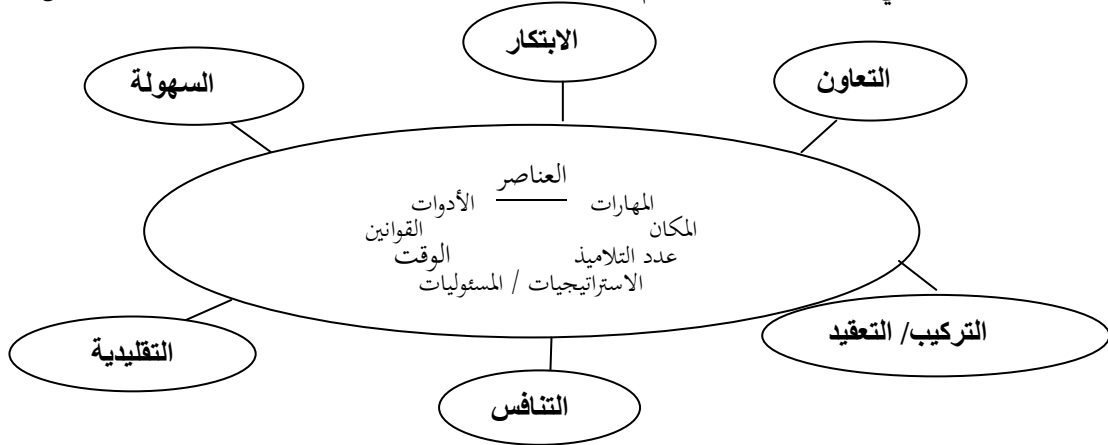 الابتكار
التعاون
السهولة
العناصر
المهارات
الأدوات
المكان
القوانين
عدد التلاميذ
الوقت
الاستراتيجيات / المسئوليات
التركيب/ التعقيد
التقليدية
التنافس